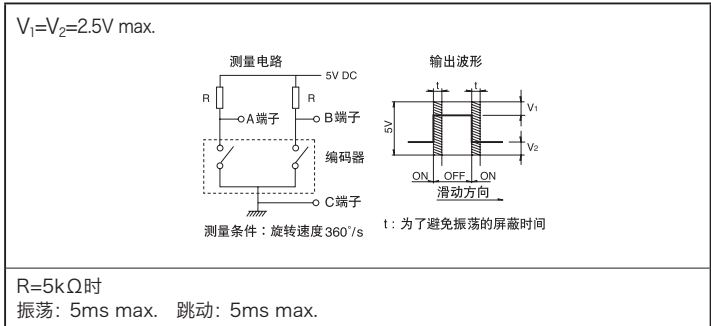 V₁=V₂=2.5V max.
测量电路
5V DC
R
R
A端子
B端子
编码器
C端子
测量条件：旋转速度360°/s
输出波形
t
t
V₁
5V
V₂
ON
OFF
ON
滑动方向
t：为了避免振荡的屏蔽时间
R=5kΩ时
振荡：5ms max. 跳动：5ms max.